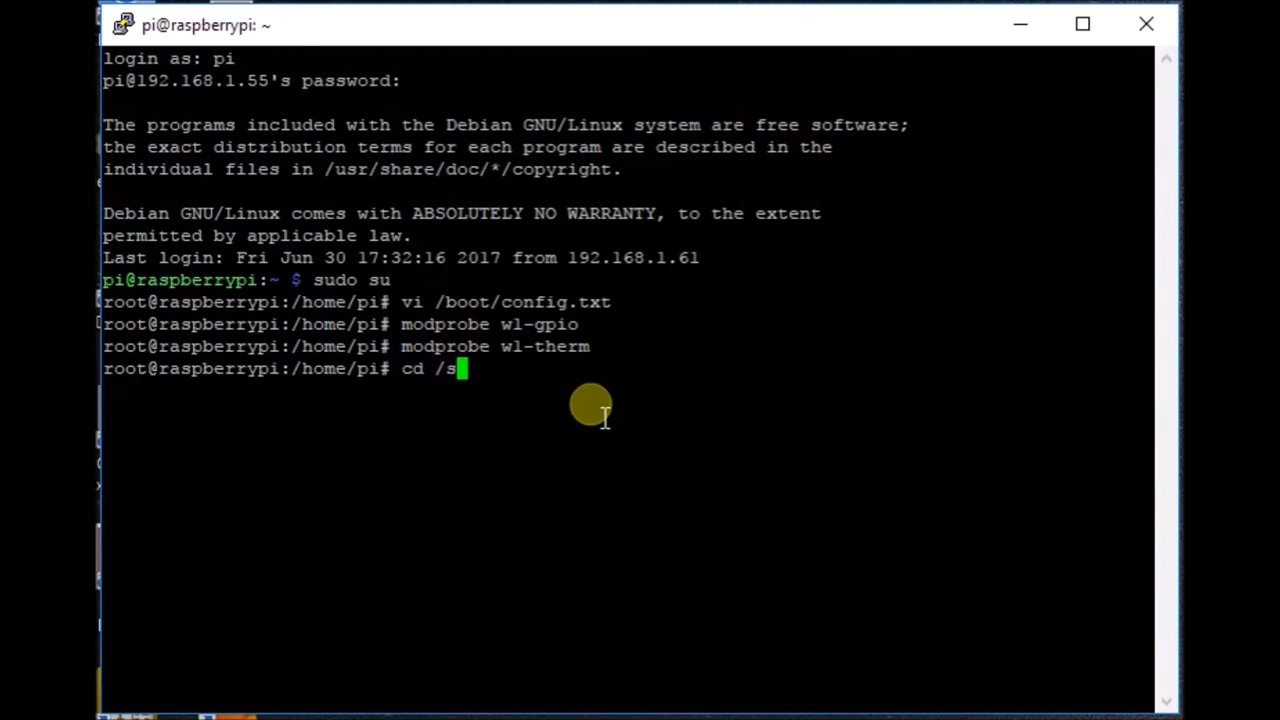 pi@raspberrypi: ~
login as: pi
pi@192.168.1.55's password:
The programs included with the Debian GNU/Linux system are free software;
the exact distribution terms for each program are described in the
individual files in /usr/share/doc/*/copyright.
Debian GNU/Linux comes with ABSOLUTELY NO WARRANTY, to the extent
permitted by applicable law.
Last login: Fri Jun 30 17:32:16 2017 from 192.168.1.61
pi@raspberrypi:~ $ sudo su
root@raspberrypi:/home/pi# vi /boot/config.txt
root@raspberrypi:/home/pi# modprobe w1-gpio
root@raspberrypi:/home/pi# modprobe w1-therm
root@raspberrypi:/home/pi# cd /s